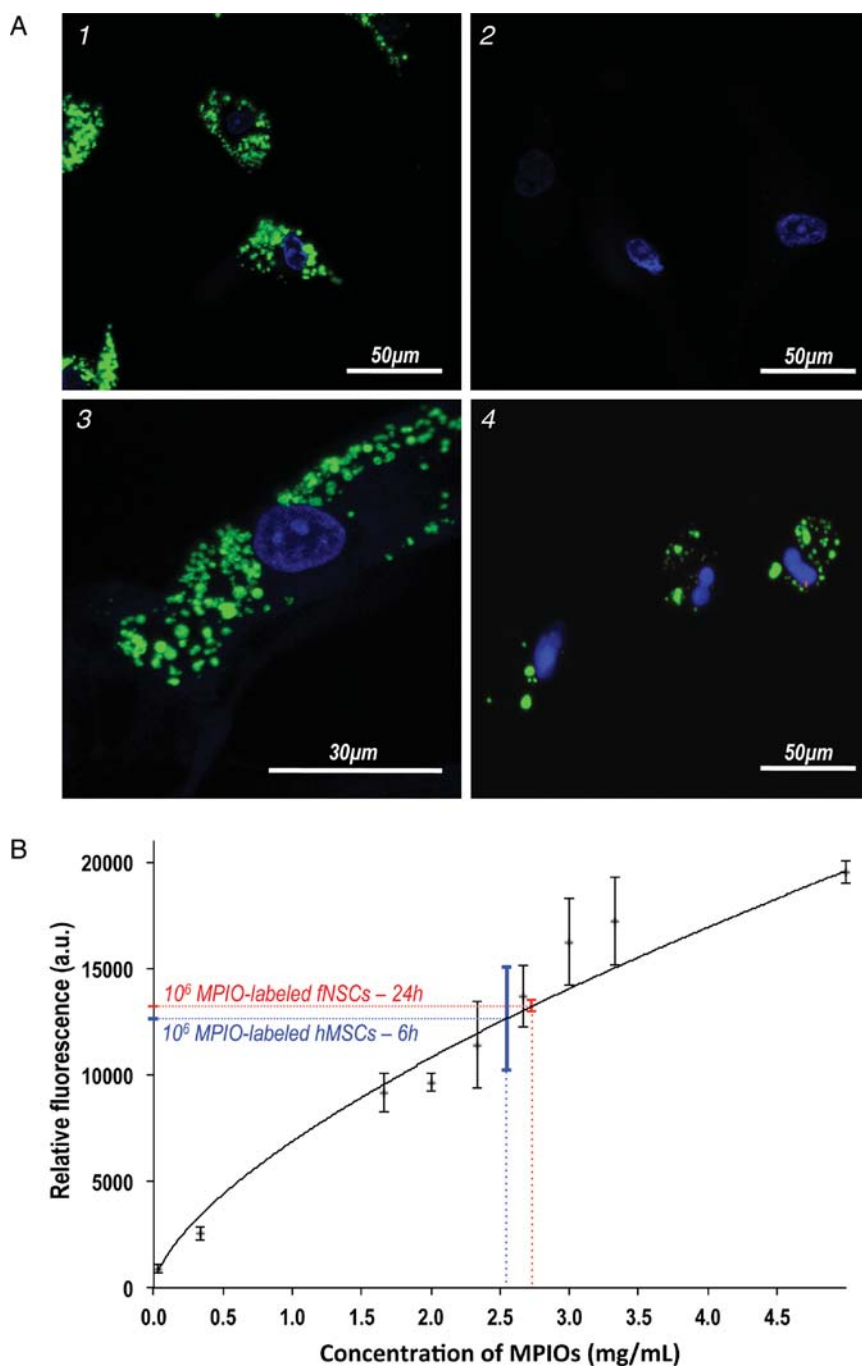 A
1
50µm
2
50µm
3
30µm
4
50µm
B
Relative fluorescence (a.u.)
20000
15000
10000
5000
0
10⁶ MPIO-labeled fNSCs – 24h
10⁶ MPIO-labeled hMSCs – 6h
0.0 0.5 1.0 1.5 2.0 2.5 3.0 3.5 4.0 4.5
Concentration of MPIOs (mg/mL)